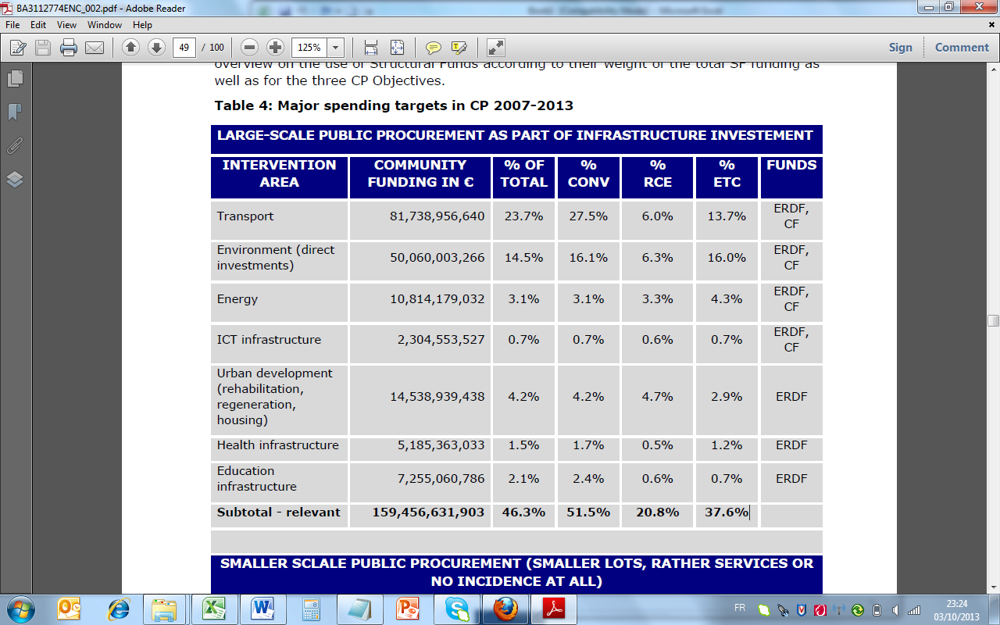 BA3112774ENC_002.pdf - Adobe Reader
File Edit View Window Help
49 / 100 125% Sign Comment
overview on the use of Structural Funds according to their weight of the total SF funding as
well as for the three CP Objectives.
Table 4: Major spending targets in CP 2007-2013
LARGE-SCALE PUBLIC PROCUREMENT AS PART OF INFRASTRUCTURE INVESTEMENT
INTERVENTION COMMUNITY % OF % % % FUNDS
AREA FUNDING IN € TOTAL CONV RCE ETC
Transport 81,738,956,640 23.7% 27.5% 6.0% 13.7% ERDF,
CF
Environment (direct
investments) 50,060,003,266 14.5% 16.1% 6.3% 16.0% ERDF,
CF
Energy 10,814,179,032 3.1% 3.1% 3.3% 4.3% ERDF,
CF
ICT infrastructure 2,304,553,527 0.7% 0.7% 0.6% 0.7% ERDF,
CF
Urban development
(rehabilitation,
regeneration,
housing) 14,538,939,438 4.2% 4.2% 4.7% 2.9% ERDF
Health infrastructure 5,185,363,033 1.5% 1.7% 0.5% 1.2% ERDF
Education
infrastructure 7,255,060,786 2.1% 2.4% 0.6% 0.7% ERDF
Subtotal - relevant 159,456,631,903 46.3% 51.5% 20.8% 37.6%
SMALLER SCLALE PUBLIC PROCUREMENT (SMALLER LOTS, RATHER SERVICES OR
NO INCIDENCE AT ALL)
FR 23:24
03/10/2013